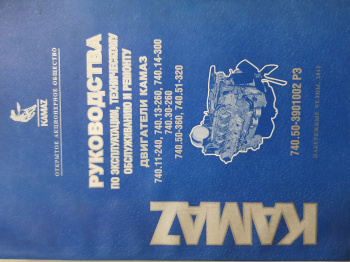 KAMAZ
ОТКРЫТОЕ АКЦИОНЕРНОЕ ОБЩЕСТВО
РУКОВОДСТВА
ПО ЭКСПЛУАТАЦИИ, ТЕХНИЧЕСКОМУ
ОБСЛУЖИВАНИЮ И РЕМОНТУ
ДВИГАТЕЛИ КАМАЗ
740.11-240, 740.13-260, 740.14-300
740.30-260
740.50-360, 740.51-320
740.50-3901002 РЭ
НАБЕРЕЖНЫЕ ЧЕЛНЫ,
KAMAZ